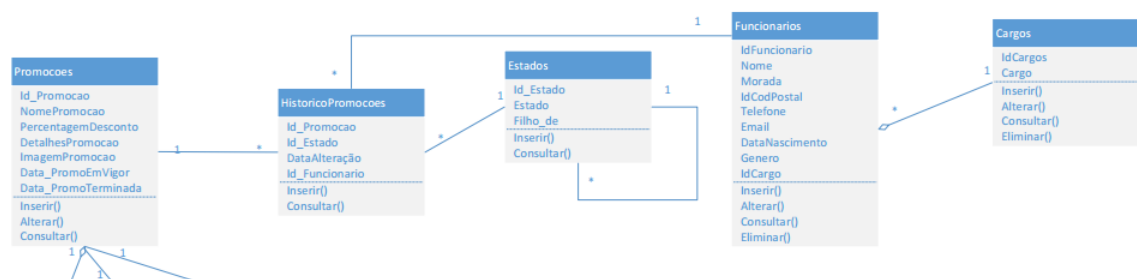 Promocoes
Id_Promocao
NomePromocao
PercentagemDesconto
DetalhesPromocao
ImagemPromocao
Data_PromoEmVigor
Data_PromoTerminada
Inserir()
Alterar()
Consultar()
1
1
1
1
*
HistoricoPromocoes
Id_Promocao
Id_Estado
DataAlteração
Id_Funcionario
Inserir()
Consultar()
*
*
1
Estados
Id_Estado
Estado
Filho_de
Inserir()
Consultar()
1
*
1
Funcionarios
IdFuncionario
Nome
Morada
IdCodPostal
Telefone
Email
DataNascimento
Genero
IdCargo
Inserir()
Alterar()
Consultar()
Eliminar()
*
1
Cargos
IdCargos
Cargo
Inserir()
Alterar()
Consultar()
Eliminar()